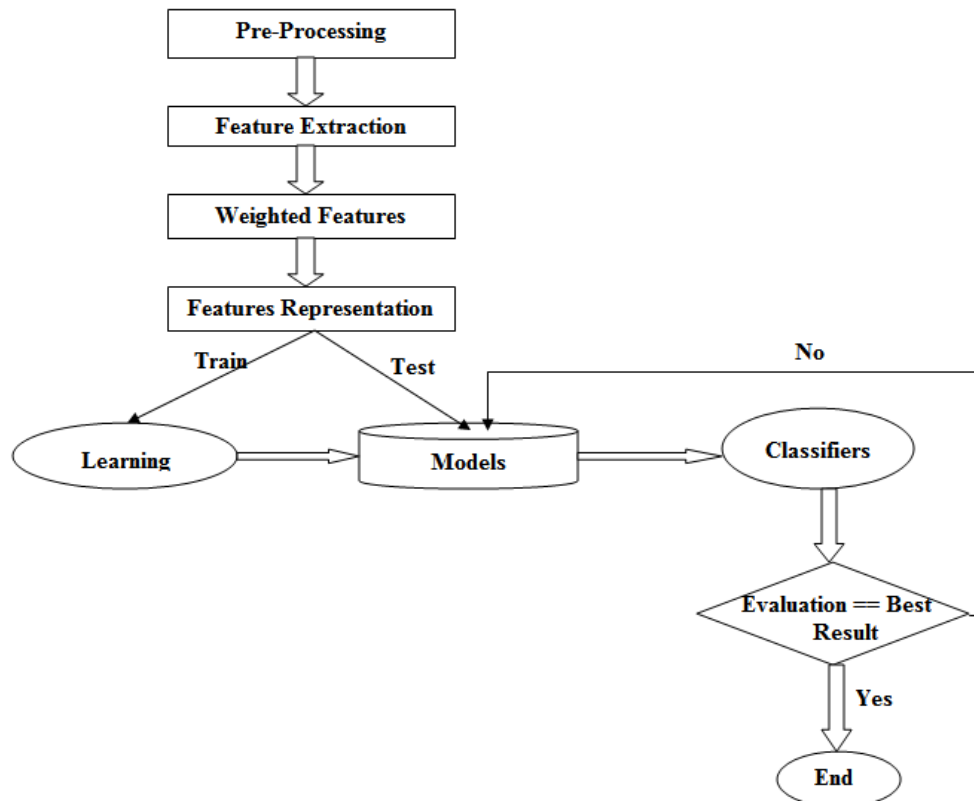 Pre-Processing
Feature Extraction
Weighted Features
Features Representation
Train
Test
No
Learning
Models
Classifiers
Evaluation == Best
Result
Yes
End